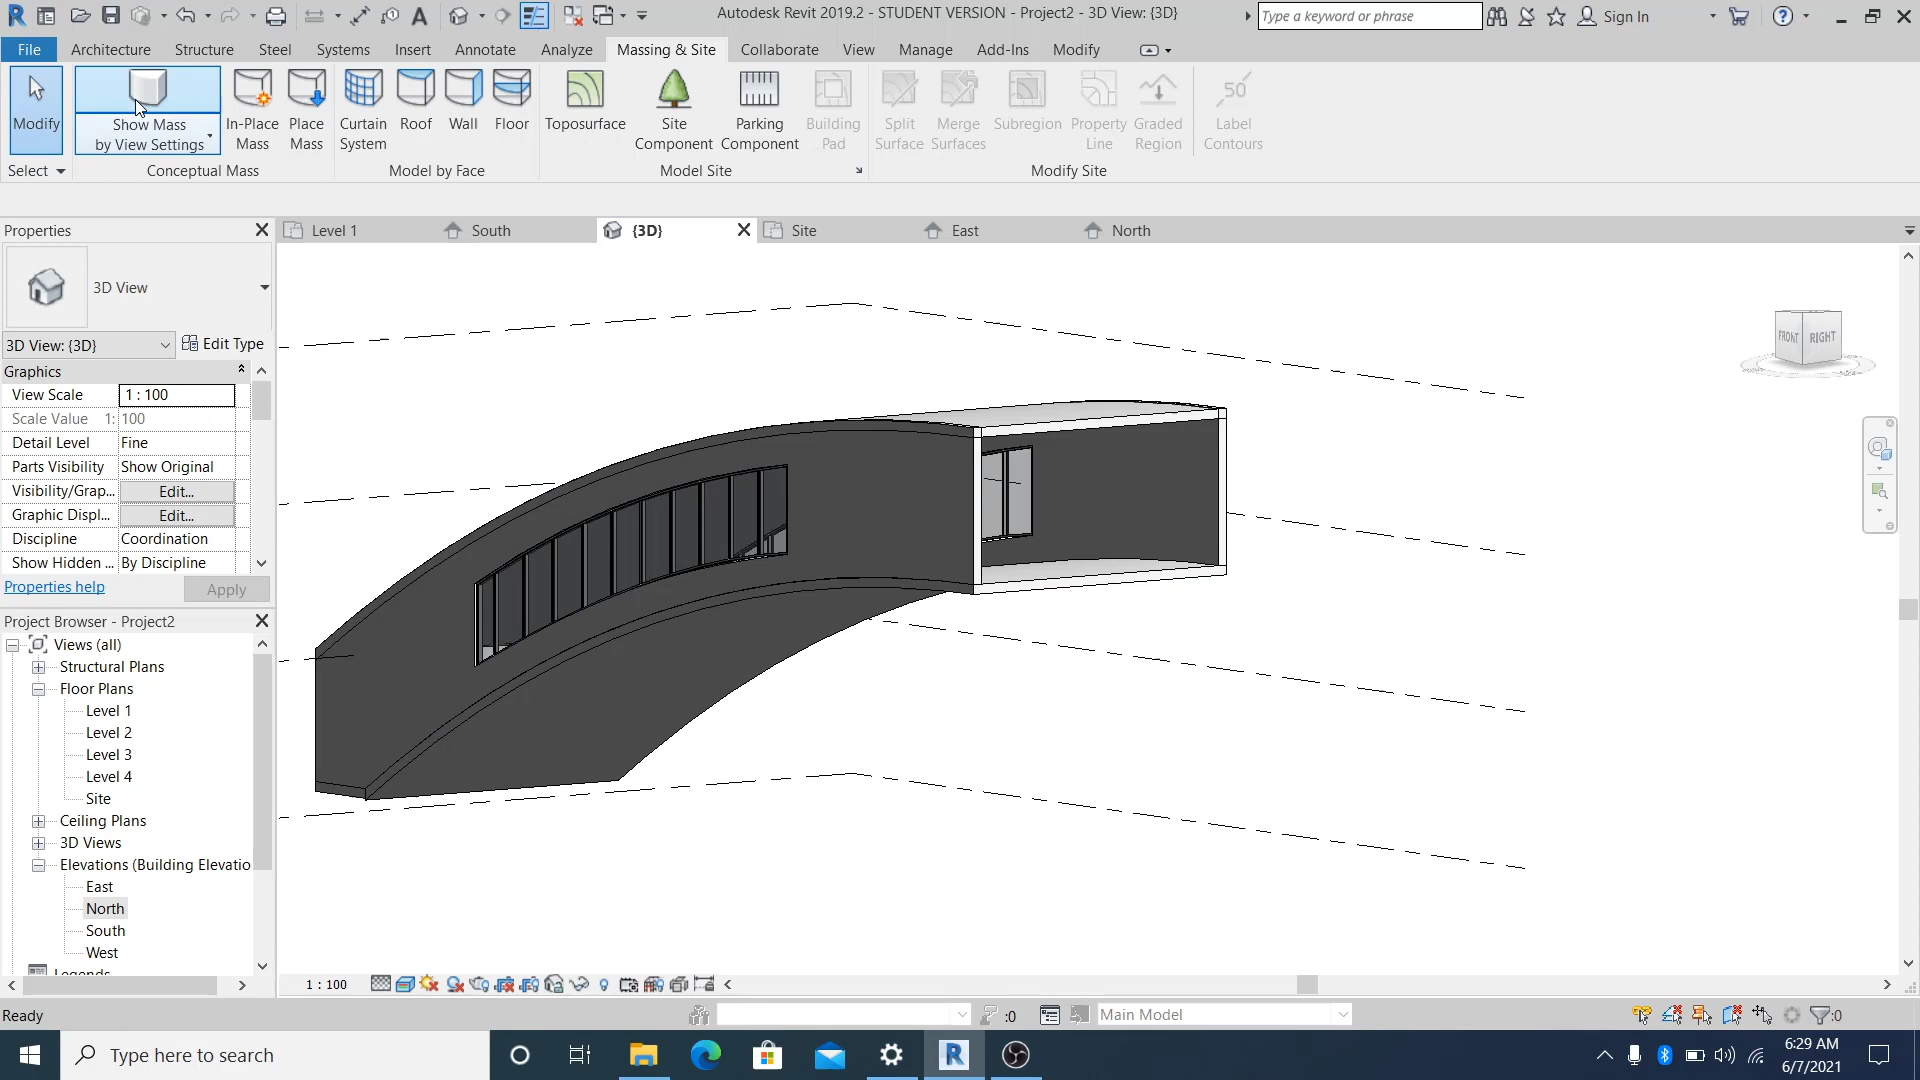 Autodesk Revit 2019.2 - STUDENT VERSION - Project2 - 3D View: {3D}
Type a keyword or phrase
Sign In
File Architecture Structure Steel Systems Insert Annotate Analyze Massing & Site Collaborate View Manage Add-Ins Modify
Modify
Show Mass
by View Settings
In-Place
Mass
Place
Mass
Curtain
System
Roof
Wall
Floor
Toposurface
Site
Component
Parking
Component
Building
Pad
Split
Surface
Merge
Surfaces
Subregion
Property
Line
Graded
Region
Label
Contours
Select Conceptual Mass Model by Face Model Site Modify Site
Properties
Level 1 South {3D} Site East North
3D View
3D View: {3D} Edit Type
Graphics
View Scale 1 : 100
Scale Value 1: 100
Detail Level Fine
Parts Visibility Show Original
Visibility/Grap... Edit...
Graphic Displ... Edit...
Discipline Coordination
Show Hidden ... By Discipline
Properties help Apply
FRONT RIGHT
Project Browser - Project2
Views (all)
Structural Plans
Floor Plans
Level 1
Level 2
Level 3
Level 4
Site
Ceiling Plans
3D Views
Elevations (Building Elevatio
East
North
South
West
Legends
1 : 100
Ready
:0
Main Model
:0
Type here to search
6:29 AM
6/7/2021